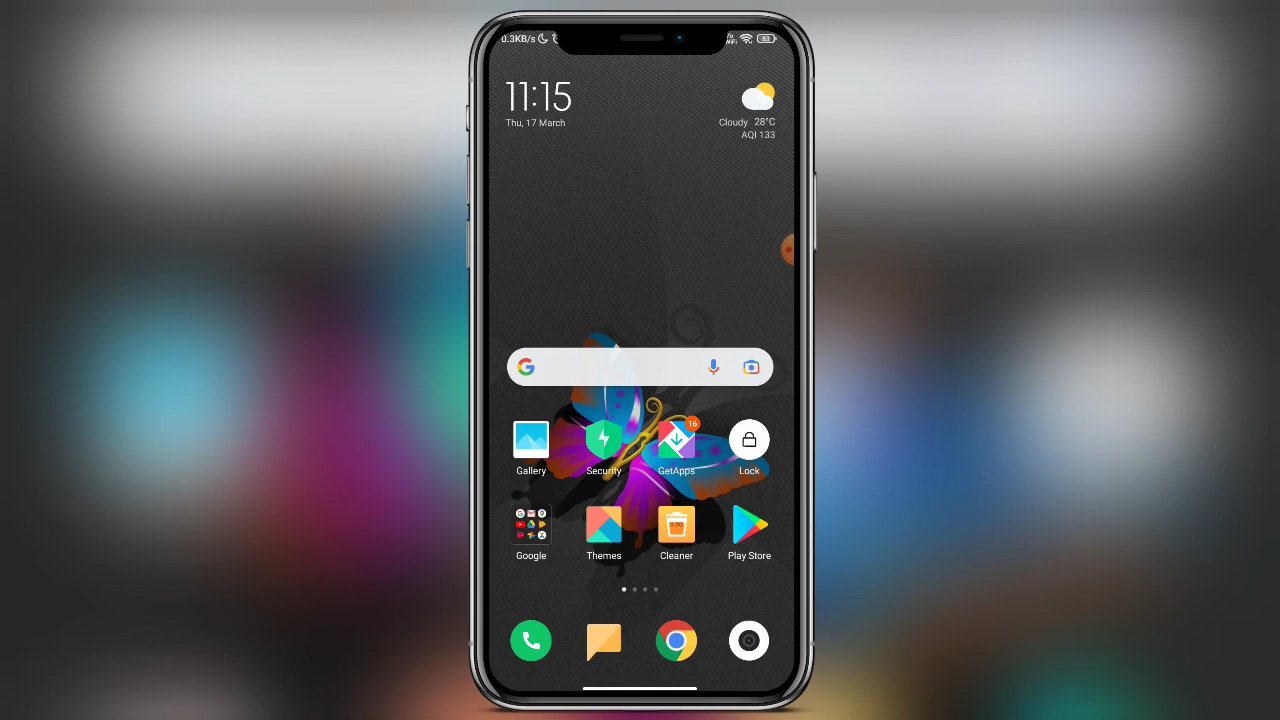 0.3KB/s
83
11:15
Thu, 17 March
Cloudy 28°C
AQI 133
16
Gallery
Security
GetApps
Lock
Google
Themes
Cleaner
Play Store